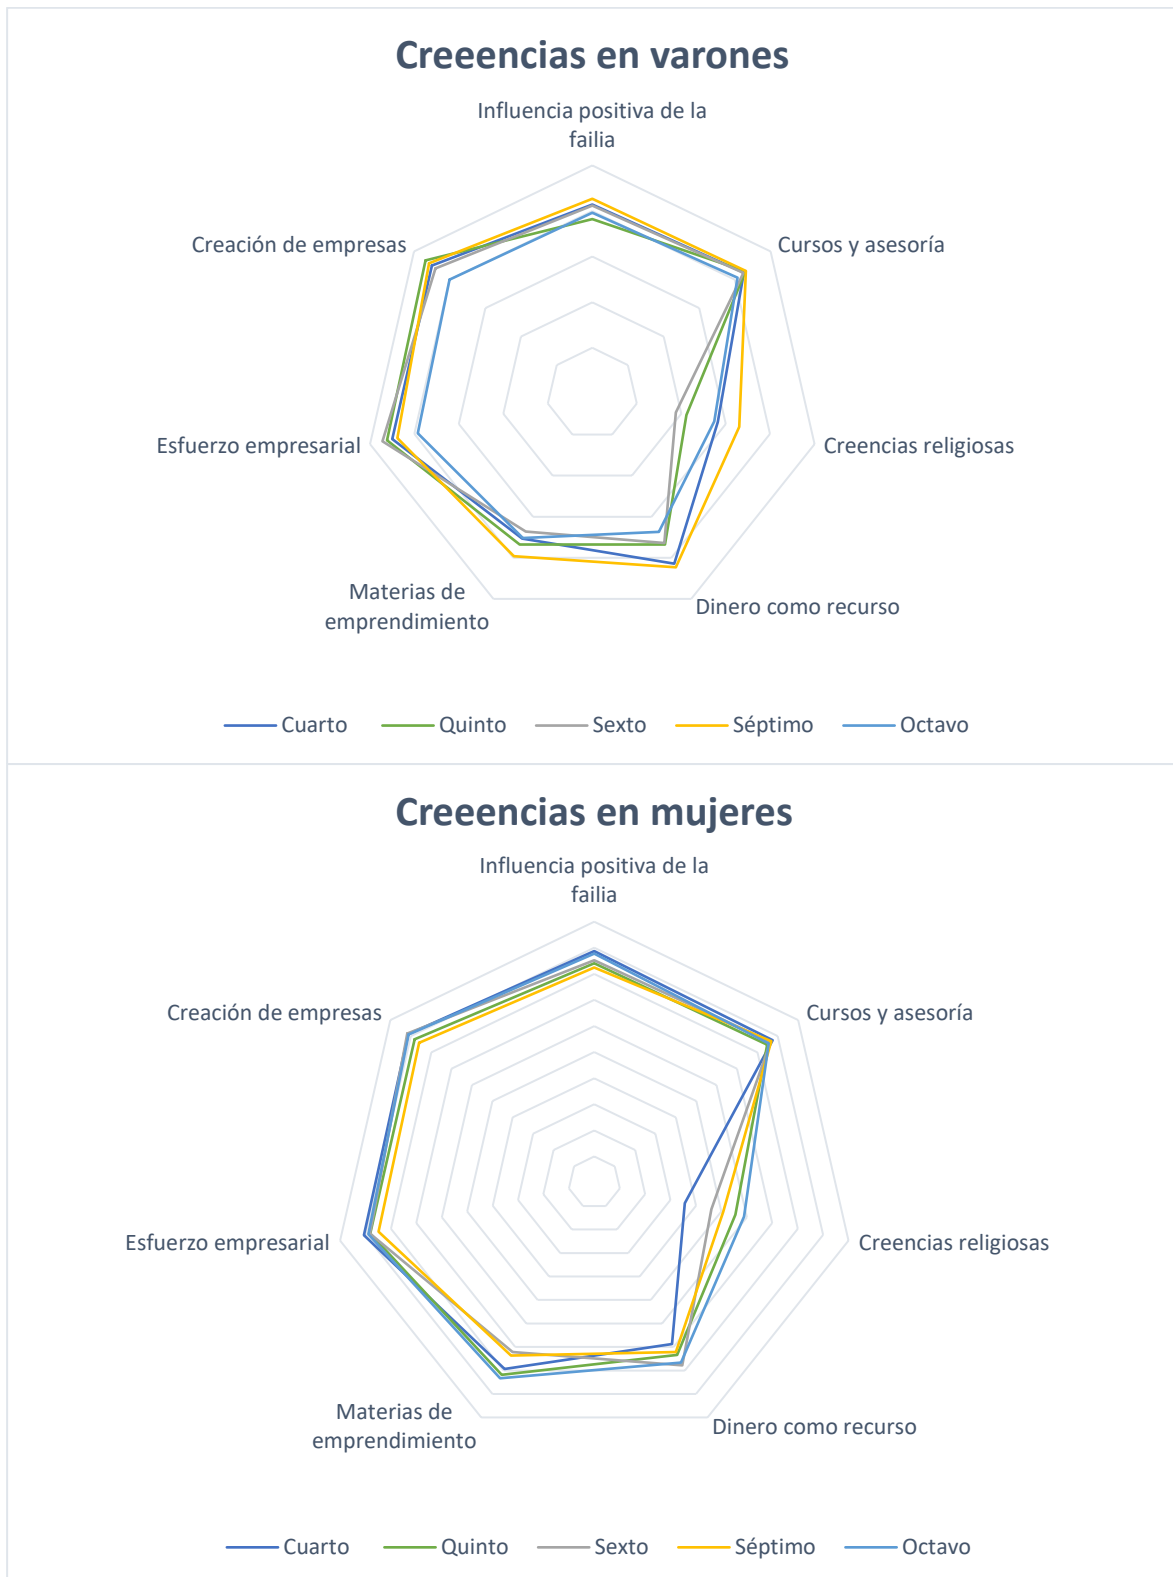 Creeencias en varones
Influencia positiva de la
failia
Creación de empresas
Cursos y asesoría
Esfuerzo empresarial
Creencias religiosas
Materias de
emprendimiento
Dinero como recurso
Cuarto Quinto Sexto Séptimo Octavo
Creeencias en mujeres
Influencia positiva de la
failia
Creación de empresas
Cursos y asesoría
Esfuerzo empresarial
Creencias religiosas
Materias de
emprendimiento
Dinero como recurso
Cuarto Quinto Sexto Séptimo Octavo